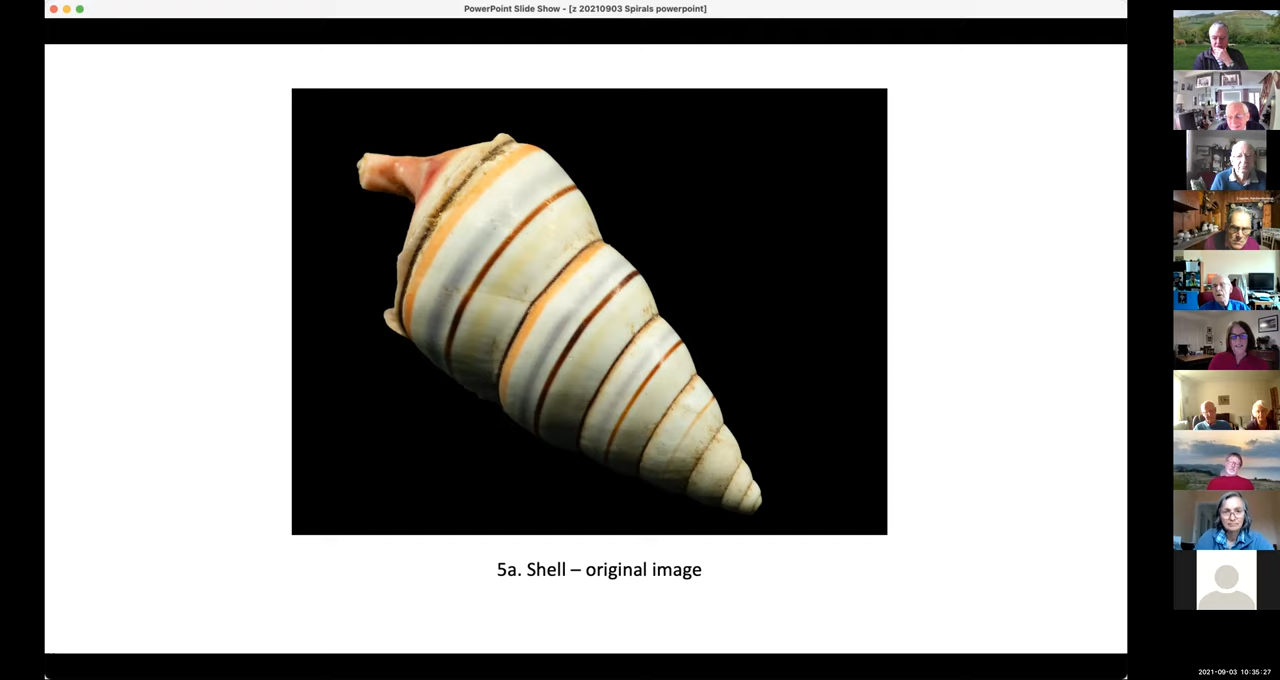 PowerPoint Slide Show - [z 20210903 Spirals powerpoint]
5a. Shell – original image
2021-09-03 10:35:27